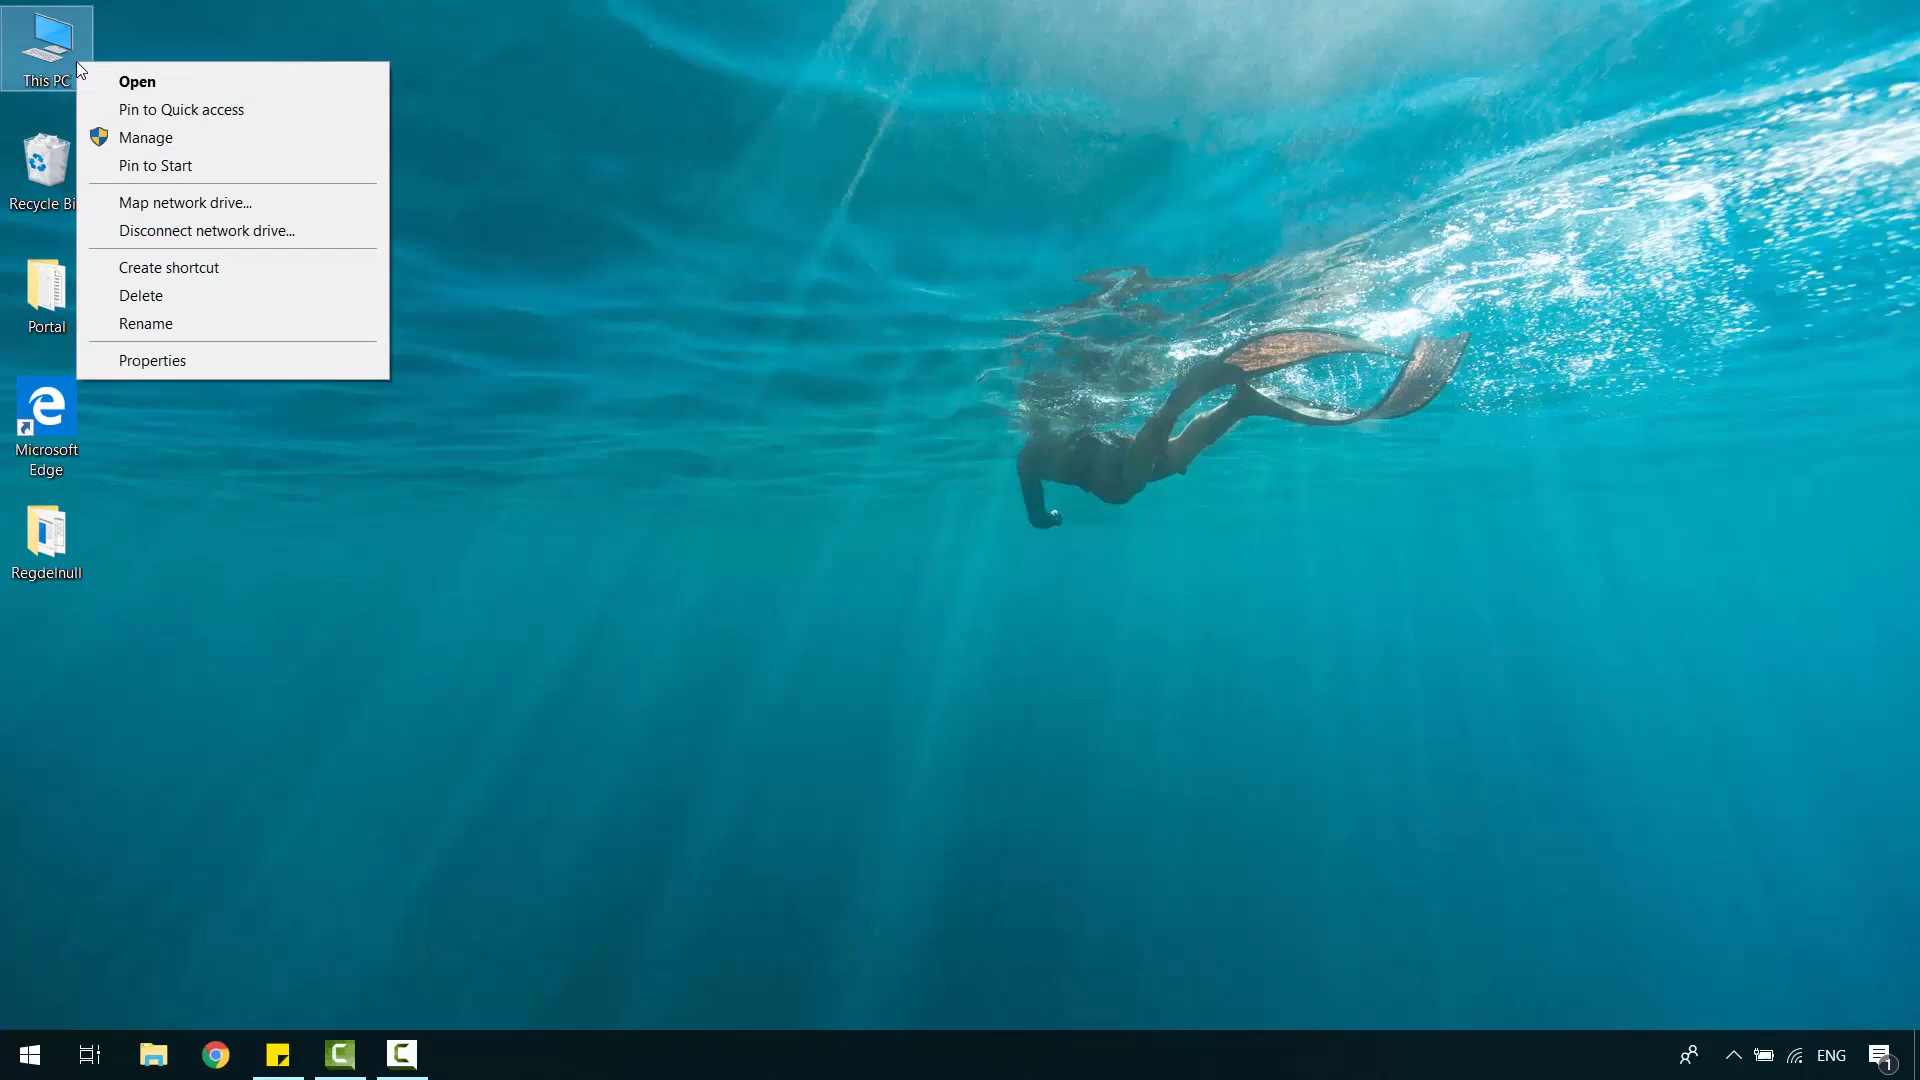 This PC
Open
Pin to Quick access
Manage
Pin to Start
Map network drive...
Disconnect network drive...
Create shortcut
Delete
Rename
Properties
Recycle Bi
Portal
Microsoft
Edge
Regdelnull
ENG
1